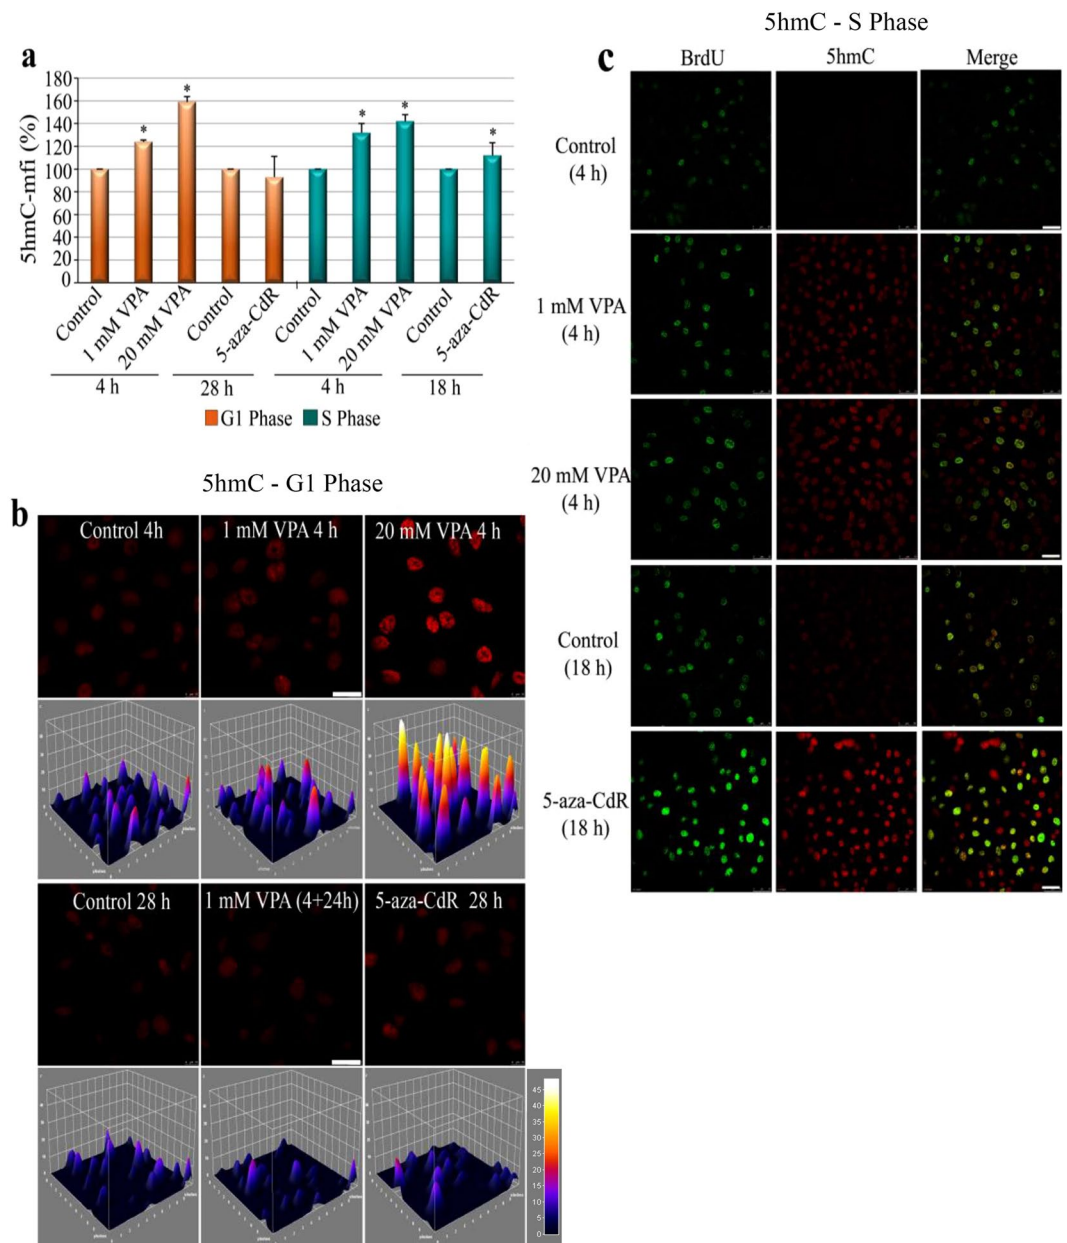 5hmC - S Phase
a
180
160
140
120
100
80
60
40
20
0
5hmC-mfi (%)
*
*
*
*
*
Control
1 mM VPA
20 mM VPA
Control
5-aza-CdR
Control
1 mM VPA
20 mM VPA
Control
5-aza-CdR
4 h
28 h
4 h
18 h
G1 Phase
S Phase
c
BrdU
5hmC
Merge
Control
(4 h)
1 mM VPA
(4 h)
20 mM VPA
(4 h)
Control
(18 h)
5-aza-CdR
(18 h)
5hmC - G1 Phase
b
Control 4h
1 mM VPA 4 h
20 mM VPA 4 h
Control 28 h
1 mM VPA (4+24h)
5-aza-CdR 28 h
45
40
35
30
25
20
15
10
5
0